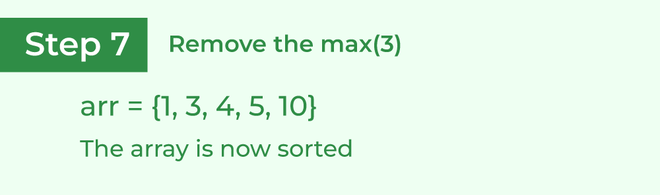 Step 7
Remove the max(3)
arr = {1, 3, 4, 5, 10}
The array is now sorted